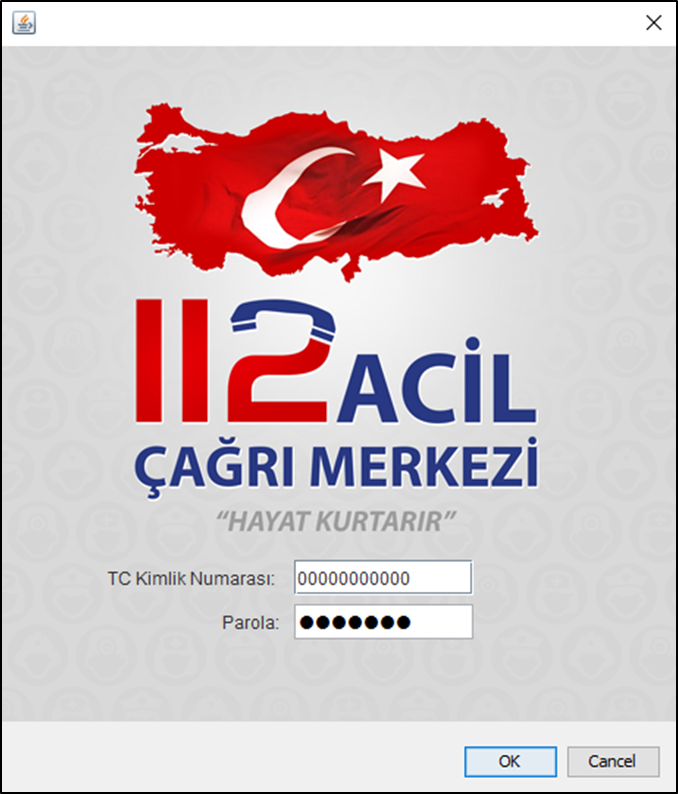 112 ACİL
ÇAĞRI MERKEZİ
“HAYAT KURTARIR”
TC Kimlik Numarası: 00000000000
Parola: ●●●●●●●
OK Cancel